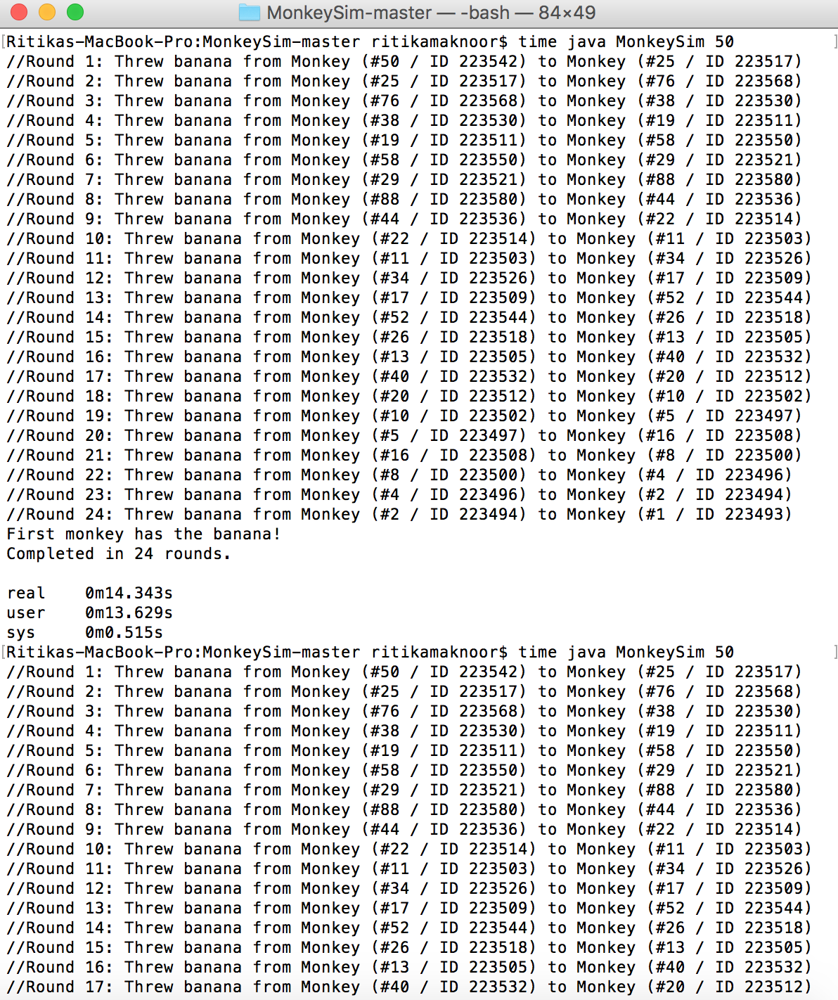 MonkeySim-master — -bash — 84×49
[Ritikas-MacBook-Pro:MonkeySim-master ritikamaknoor$ time java MonkeySim 50 ]
//Round 1: Threw banana from Monkey (#50 / ID 223542) to Monkey (#25 / ID 223517)
//Round 2: Threw banana from Monkey (#25 / ID 223517) to Monkey (#76 / ID 223568)
//Round 3: Threw banana from Monkey (#76 / ID 223568) to Monkey (#38 / ID 223530)
//Round 4: Threw banana from Monkey (#38 / ID 223530) to Monkey (#19 / ID 223511)
//Round 5: Threw banana from Monkey (#19 / ID 223511) to Monkey (#58 / ID 223550)
//Round 6: Threw banana from Monkey (#58 / ID 223550) to Monkey (#29 / ID 223521)
//Round 7: Threw banana from Monkey (#29 / ID 223521) to Monkey (#88 / ID 223580)
//Round 8: Threw banana from Monkey (#88 / ID 223580) to Monkey (#44 / ID 223536)
//Round 9: Threw banana from Monkey (#44 / ID 223536) to Monkey (#22 / ID 223514)
//Round 10: Threw banana from Monkey (#22 / ID 223514) to Monkey (#11 / ID 223503)
//Round 11: Threw banana from Monkey (#11 / ID 223503) to Monkey (#34 / ID 223526)
//Round 12: Threw banana from Monkey (#34 / ID 223526) to Monkey (#17 / ID 223509)
//Round 13: Threw banana from Monkey (#17 / ID 223509) to Monkey (#52 / ID 223544)
//Round 14: Threw banana from Monkey (#52 / ID 223544) to Monkey (#26 / ID 223518)
//Round 15: Threw banana from Monkey (#26 / ID 223518) to Monkey (#13 / ID 223505)
//Round 16: Threw banana from Monkey (#13 / ID 223505) to Monkey (#40 / ID 223532)
//Round 17: Threw banana from Monkey (#40 / ID 223532) to Monkey (#20 / ID 223512)
//Round 18: Threw banana from Monkey (#20 / ID 223512) to Monkey (#10 / ID 223502)
//Round 19: Threw banana from Monkey (#10 / ID 223502) to Monkey (#5 / ID 223497)
//Round 20: Threw banana from Monkey (#5 / ID 223497) to Monkey (#16 / ID 223508)
//Round 21: Threw banana from Monkey (#16 / ID 223508) to Monkey (#8 / ID 223500)
//Round 22: Threw banana from Monkey (#8 / ID 223500) to Monkey (#4 / ID 223496)
//Round 23: Threw banana from Monkey (#4 / ID 223496) to Monkey (#2 / ID 223494)
//Round 24: Threw banana from Monkey (#2 / ID 223494) to Monkey (#1 / ID 223493)
First monkey has the banana!
Completed in 24 rounds.
real 0m14.343s
user 0m13.629s
sys 0m0.515s
[Ritikas-MacBook-Pro:MonkeySim-master ritikamaknoor$ time java MonkeySim 50 ]
//Round 1: Threw banana from Monkey (#50 / ID 223542) to Monkey (#25 / ID 223517)
//Round 2: Threw banana from Monkey (#25 / ID 223517) to Monkey (#76 / ID 223568)
//Round 3: Threw banana from Monkey (#76 / ID 223568) to Monkey (#38 / ID 223530)
//Round 4: Threw banana from Monkey (#38 / ID 223530) to Monkey (#19 / ID 223511)
//Round 5: Threw banana from Monkey (#19 / ID 223511) to Monkey (#58 / ID 223550)
//Round 6: Threw banana from Monkey (#58 / ID 223550) to Monkey (#29 / ID 223521)
//Round 7: Threw banana from Monkey (#29 / ID 223521) to Monkey (#88 / ID 223580)
//Round 8: Threw banana from Monkey (#88 / ID 223580) to Monkey (#44 / ID 223536)
//Round 9: Threw banana from Monkey (#44 / ID 223536) to Monkey (#22 / ID 223514)
//Round 10: Threw banana from Monkey (#22 / ID 223514) to Monkey (#11 / ID 223503)
//Round 11: Threw banana from Monkey (#11 / ID 223503) to Monkey (#34 / ID 223526)
//Round 12: Threw banana from Monkey (#34 / ID 223526) to Monkey (#17 / ID 223509)
//Round 13: Threw banana from Monkey (#17 / ID 223509) to Monkey (#52 / ID 223544)
//Round 14: Threw banana from Monkey (#52 / ID 223544) to Monkey (#26 / ID 223518)
//Round 15: Threw banana from Monkey (#26 / ID 223518) to Monkey (#13 / ID 223505)
//Round 16: Threw banana from Monkey (#13 / ID 223505) to Monkey (#40 / ID 223532)
//Round 17: Threw banana from Monkey (#40 / ID 223532) to Monkey (#20 / ID 223512)